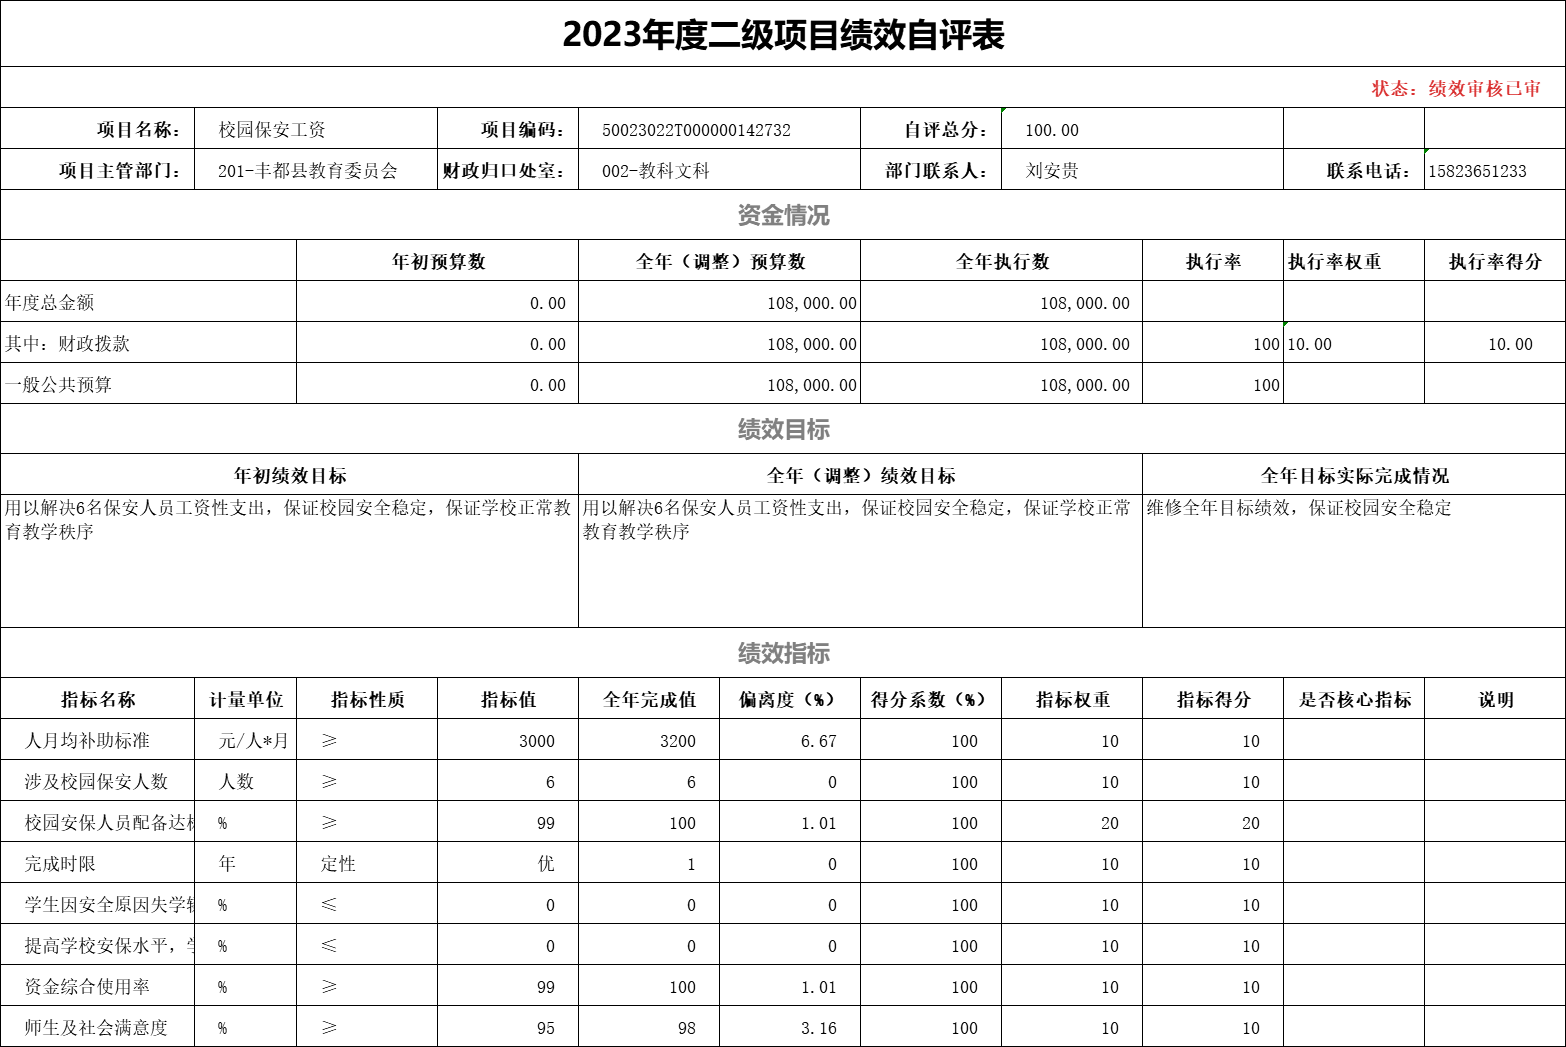 2023年度二级项目绩效自评表
状态：绩效审核已审
项目名称： 校园保安工资 项目编码： 50023022T000000142732 自评总分： 100.00
项目主管部门： 201-丰都县教育委员会 财政归口处室： 002-教科文科 部门联系人： 刘安贵 联系电话： 15823651233
资金情况
年初预算数 全年（调整）预算数 全年执行数 执行率 执行率权重 执行率得分
年度总金额 0.00 108,000.00 108,000.00
其中：财政拨款 0.00 108,000.00 108,000.00 100 10.00 10.00
一般公共预算 0.00 108,000.00 108,000.00 100
绩效目标
年初绩效目标 全年（调整）绩效目标 全年目标实际完成情况
用以解决6名保安人员工资性支出，保证校园安全稳定，保证学校正常教
育教学秩序
用以解决6名保安人员工资性支出，保证校园安全稳定，保证学校正常
教育教学秩序
维修全年目标绩效，保证校园安全稳定
绩效指标
指标名称 计量单位 指标性质 指标值 全年完成值 偏离度（%） 得分系数（%） 指标权重 指标得分 是否核心指标 说明
人月均补助标准 元/人*月 ≥ 3000 3200 6.67 100 10 10
涉及校园保安人数 人数 ≥ 6 6 0 100 10 10
校园安保人员配备达 % ≥ 99 100 1.01 100 20 20
完成时限 年 定性 优 1 0 100 10 10
学生因安全原因失学 % ≤ 0 0 0 100 10 10
提高学校安保水平， % ≤ 0 0 0 100 10 10
资金综合使用率 % ≥ 99 100 1.01 100 10 10
师生及社会满意度 % ≥ 95 98 3.16 100 10 10